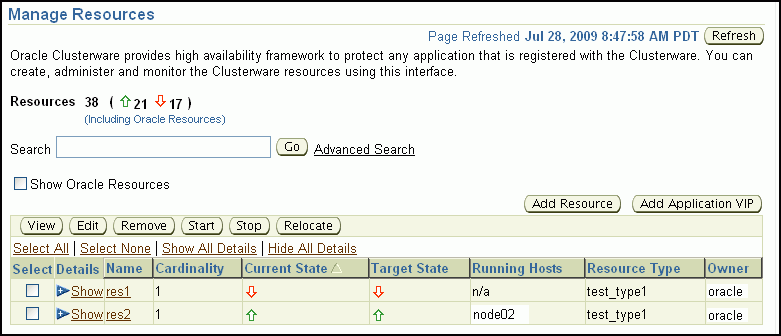 Manage Resources
Page Refreshed Jul 28, 2009 8:47:58 AM PDT Refresh
Oracle Clusterware provides high availability framework to protect any application that is registered with the Clusterware. You can
create, administer and monitor the Clusterware resources using this interface.
Resources 38 ( 21 17 )
(Including Oracle Resources)
Search Go Advanced Search
Show Oracle Resources
Add Resource Add Application VIP
View Edit Remove Start Stop Relocate
Select All | Select None | Show All Details | Hide All Details
Select Details Name Cardinality Current State Target State Running Hosts Resource Type Owner
Show res1 1 n/a test_type1 oracle
Show res2 1 node02 test_type1 oracle